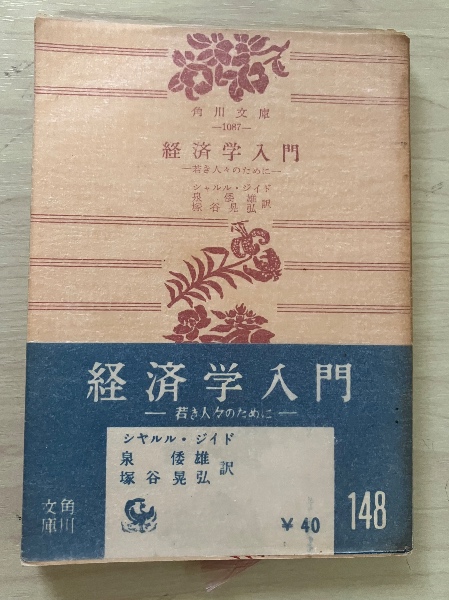 角川文庫
—1087—
経済学入門
—若き人々のために—
シャルル・ジイド
泉倭雄
塚谷晃弘
訳
経済学入門
—若き人々のために—
シヤルル・ジイド
泉倭雄
塚谷晃弘
訳
角川
文庫
¥40
148